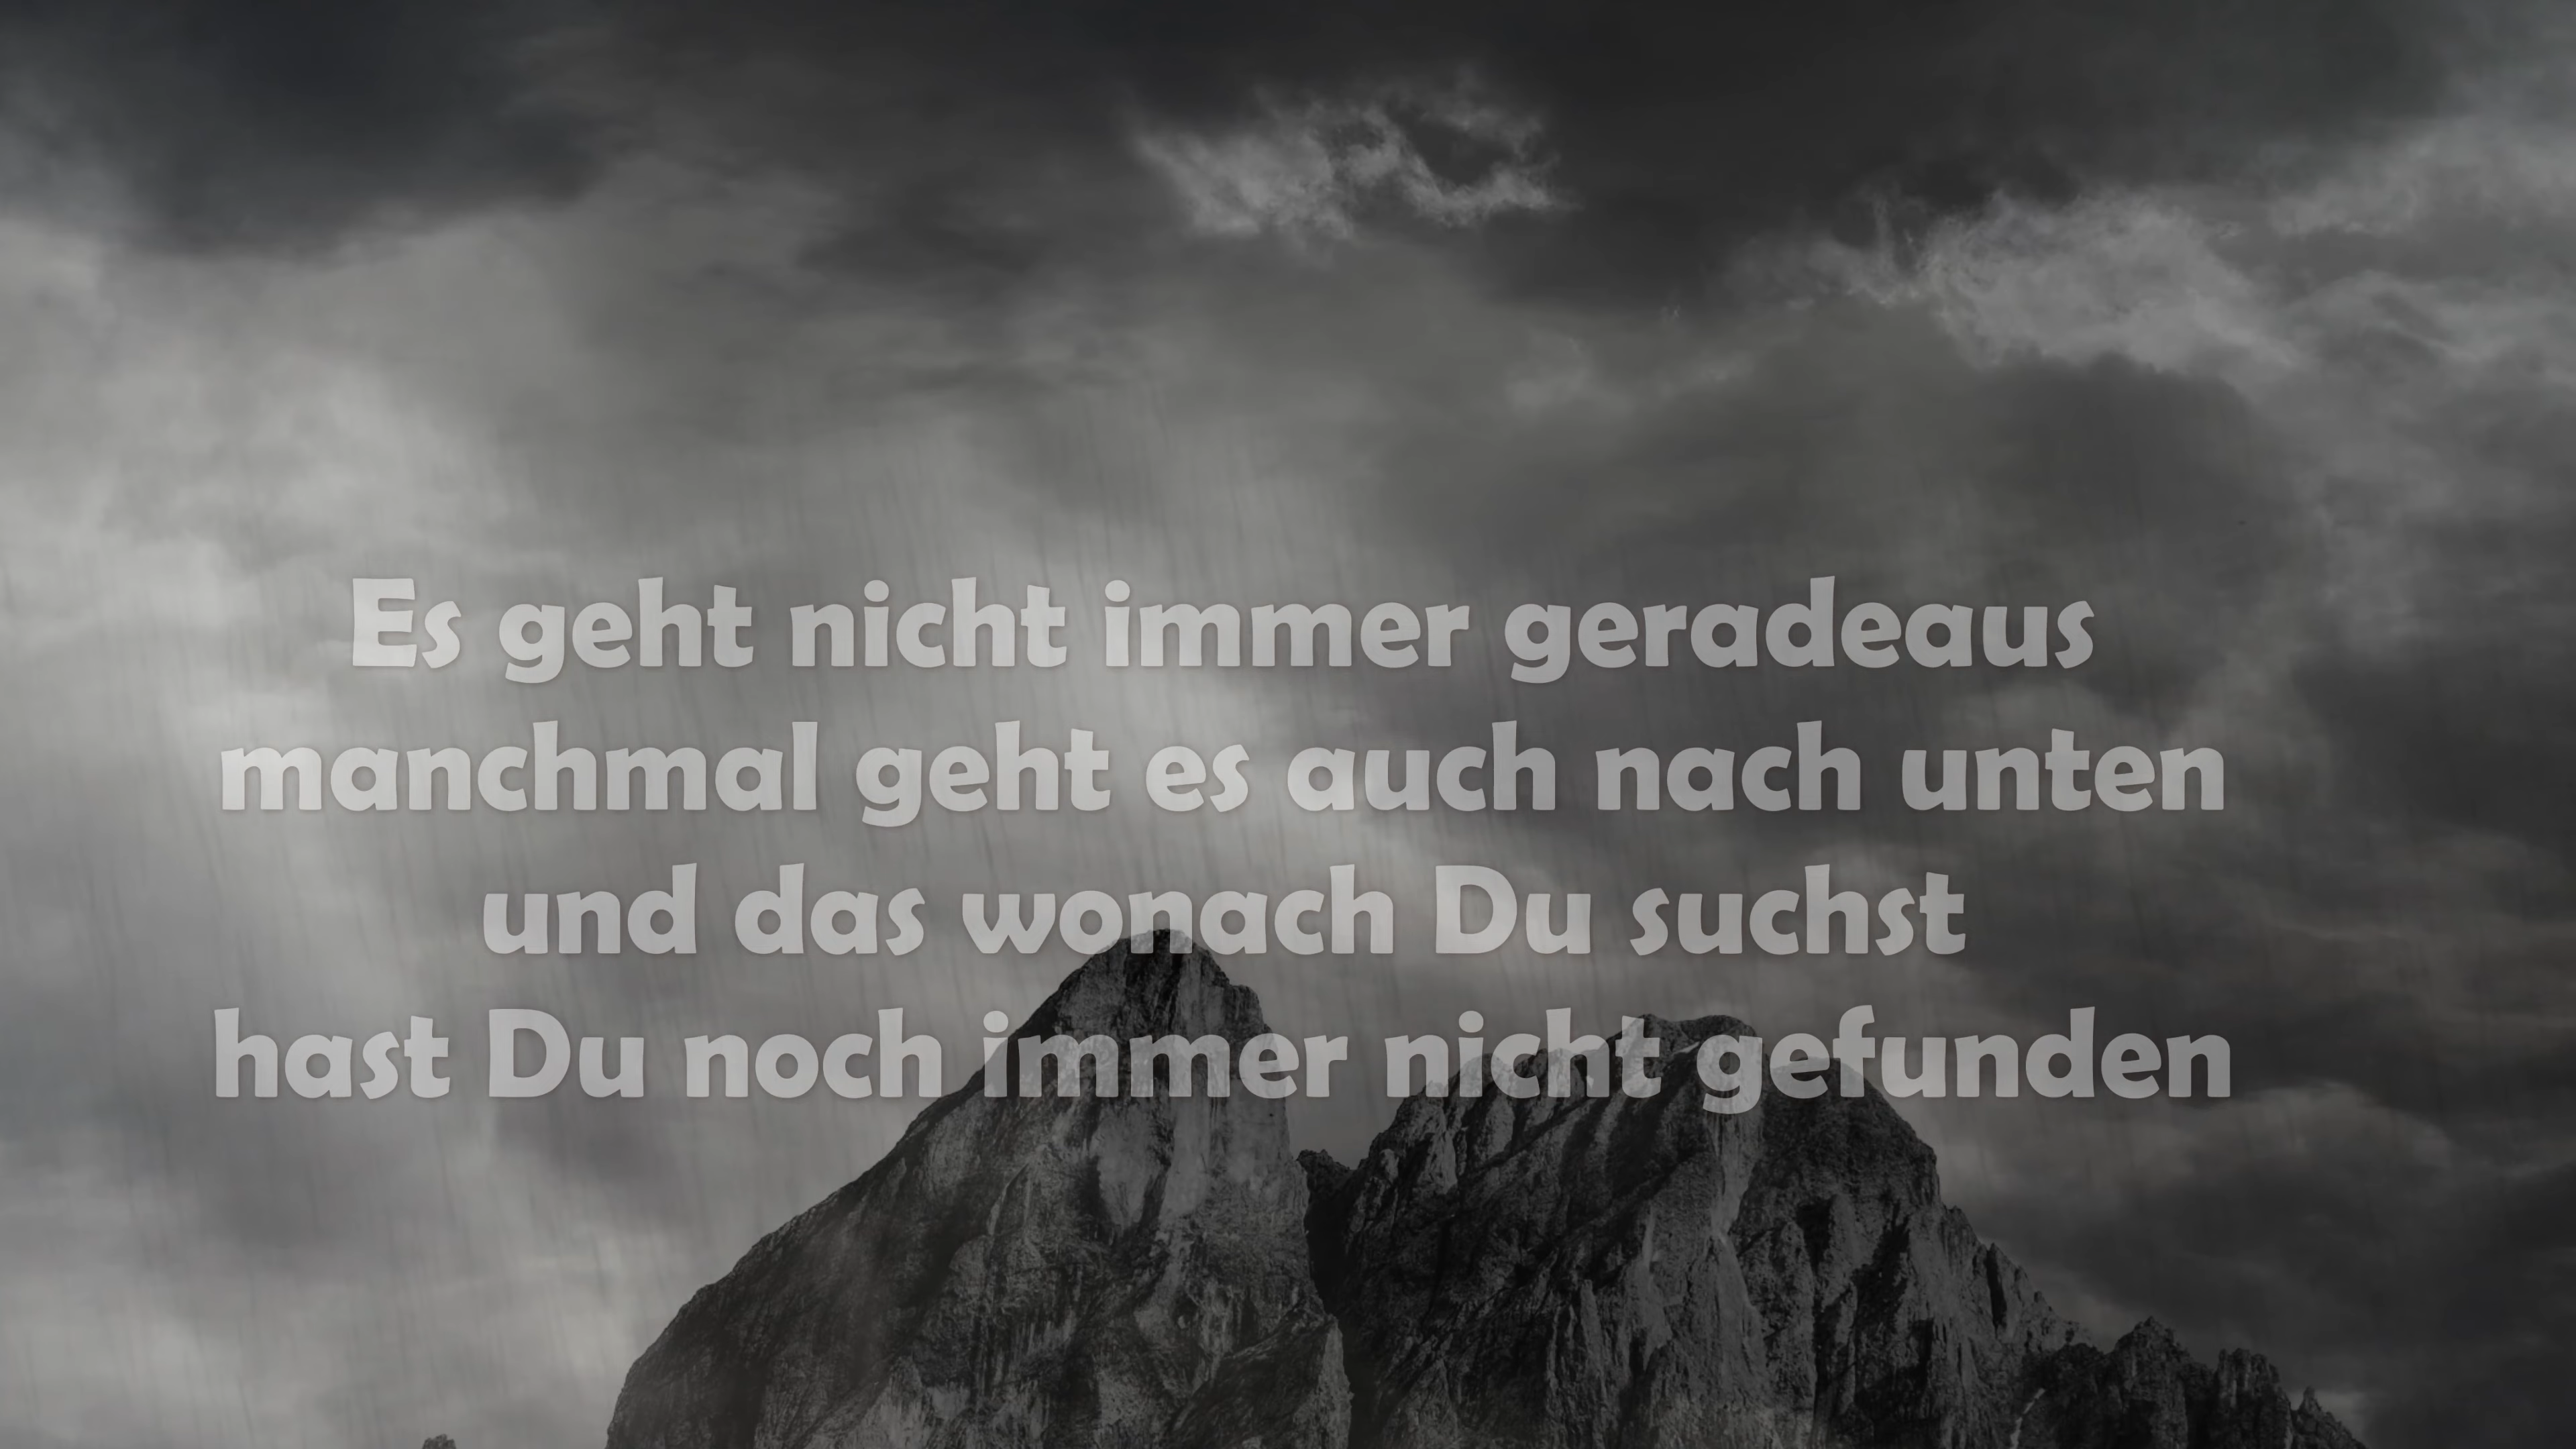 Es geht nicht immer geradeaus
manchmal geht es auch nach unten
und das wonach Du suchst
hast Du noch immer nicht gefunden